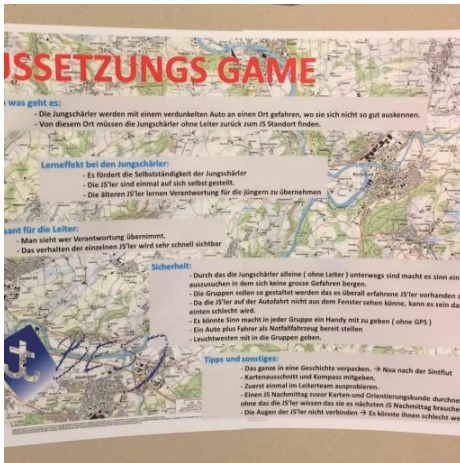 USSETZUNGS GAME
was geht es:
- Die Jungschärler werden mit einem verdunkelten Auto an einen Ort gefahren, wo sie sich nicht so gut auskennen.
- Von diesem Ort müssen die Jungschärler ohne Leiter zurück zum JS Standort finden.
Lerneffekt bei den Jungschärler:
- Es fördert die Selbstständigkeit der Jungschärler
- Die JS'ler sind einmal auf sich selbst gestellt.
- Die älteren JS'ler lernen Verantwortung für die jüngern zu übernehmen
sant für die Leiter:
- Man sieht wer Verantwortung übernimmt.
- Das verhalten der einzelnen JS'ler wird sehr schnell sichtbar
Sicherheit:
- Durch das die Jungschärler alleine ( ohne Leiter ) unterwegs sind macht es sinn ein
auszusuchen in dem sich keine grosse Gefahren bergen.
- Die Gruppen sollen so gestaltet werden das es überall erfahrene JS'ler vorhanden s
- Da die JS'ler auf der Autofahrt nicht aus dem Fenster sehen könne, kann es sein da
einten schlecht wird.
- Es könnte Sinn macht in jeder Gruppe ein Handy mit zu geben ( ohne GPS )
- Ein Auto plus Fahrer als Notfallfahrzeug bereit stellen
- Leuchtwesten mit in die Gruppen geben.
Tipps und sonstiges:
- Das ganze in eine Geschichte verpacken. → Noa nach der Sintflut
- Kartenausschnitt und Kompass mitgeben.
- Zuerst einmal im Leiterteam ausprobieren.
- Einen JS Nachmittag zuvor Karten-und Orientierungskunde durchne
ohne das die JS'ler wissen das sie es nächsten JS Nachmittag brauche
- Die Augen der JS'ler nicht verbinden → Es könnte ihnen schlecht we